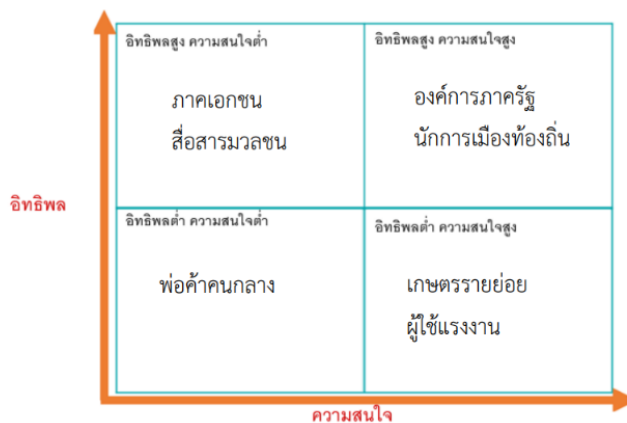 อิทธิพลสูง ความสนใจต่ำ
ภาคเอกชน
สื่อสารมวลชน
อิทธิพลสูง ความสนใจสูง
องค์การภาครัฐ
นักการเมืองท้องถิ่น
อิทธิพล
อิทธิพลต่ำ ความสนใจต่ำ
พ่อค้าคนกลาง
อิทธิพลต่ำ ความสนใจสูง
เกษตรรายย่อย
ผู้ใช้แรงงาน
ความสนใจ